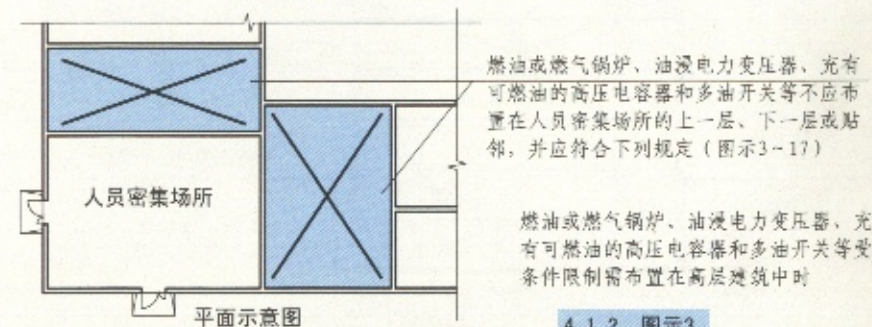 燃油或燃气锅炉、油浸电力变压器、充有
可燃油的高压电容器和多油开关等不应布
置在人员密集场所的上一层、下一层或贴
邻，并应符合下列规定（图示3~17）
人员密集场所
燃油或燃气锅炉、油浸电力变压器、充
有可燃油的高压电容器和多油开关等受
条件限制需布置在高层建筑中时
平面示意图
4.1.2 图示3